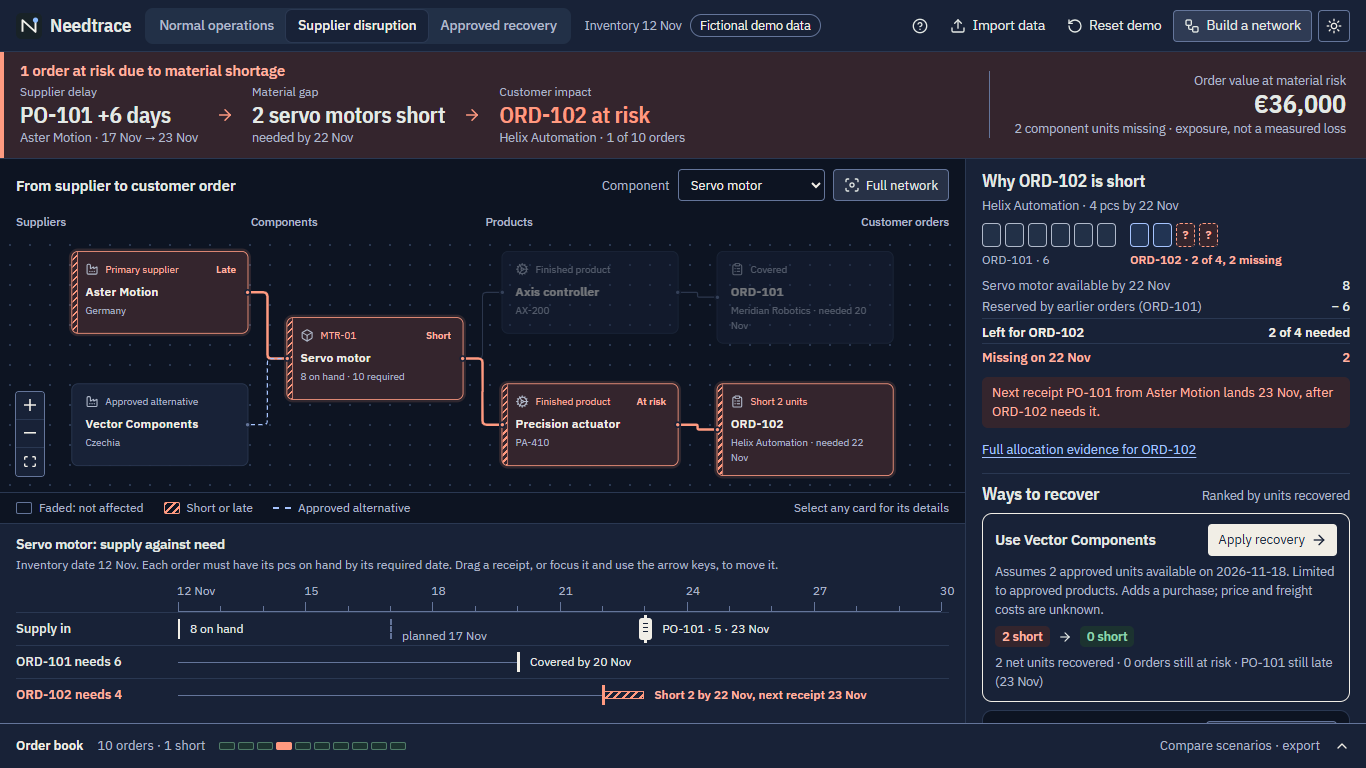 Needtrace
Normal operations
Supplier disruption
Approved recovery
Inventory 12 Nov
Fictional demo data
Import data
Reset demo
Build a network
1 order at risk due to material shortage
Supplier delay
PO-101 +6 days
Aster Motion · 17 Nov → 23 Nov
→
Material gap
2 servo motors short
needed by 22 Nov
→
Customer impact
ORD-102 at risk
Helix Automation · 1 of 10 orders
Order value at material risk
€36,000
2 component units missing · exposure, not a measured loss
From supplier to customer order
Component
Servo motor
Full network
Suppliers
Components
Products
Customer orders
Primary supplier
Late
Aster Motion
Germany
Approved alternative
Vector Components
Czechia
MTR-01
Short
Servo motor
8 on hand · 10 required
Finished product
Axis controller
AX-200
Finished product
At risk
Precision actuator
PA-410
Covered
ORD-101
Meridian Robotics · needed 20
Nov
Short 2 units
ORD-102
Helix Automation · needed 22
Nov
Faded: not affected
Short or late
Approved alternative
Select any card for its details
Servo motor: supply against need
Inventory date 12 Nov. Each order must have its pcs on hand by its required date. Drag a receipt, or focus it and use the arrow keys, to move it.
12 Nov
15
18
21
24
27
30
Supply in
8 on hand
planned 17 Nov
PO-101 · 5 · 23 Nov
ORD-101 needs 6
Covered by 20 Nov
ORD-102 needs 4
Short 2 by 22 Nov, next receipt 23 Nov
Why ORD-102 is short
Helix Automation · 4 pcs by 22 Nov
? ?
ORD-101 · 6
ORD-102 · 2 of 4, 2 missing
Servo motor available by 22 Nov 8
Reserved by earlier orders (ORD-101) − 6
Left for ORD-102 2 of 4 needed
Missing on 22 Nov 2
Next receipt PO-101 from Aster Motion lands 23 Nov, after
ORD-102 needs it.
Full allocation evidence for ORD-102
Ways to recover
Ranked by units recovered
Use Vector Components
Apply recovery →
Assumes 2 approved units available on 2026-11-18. Limited
to approved products. Adds a purchase; price and freight
costs are unknown.
2 short → 0 short
2 net units recovered · 0 orders still at risk · PO-101 still late
(23 Nov)
Order book
10 orders · 1 short
Compare scenarios · export